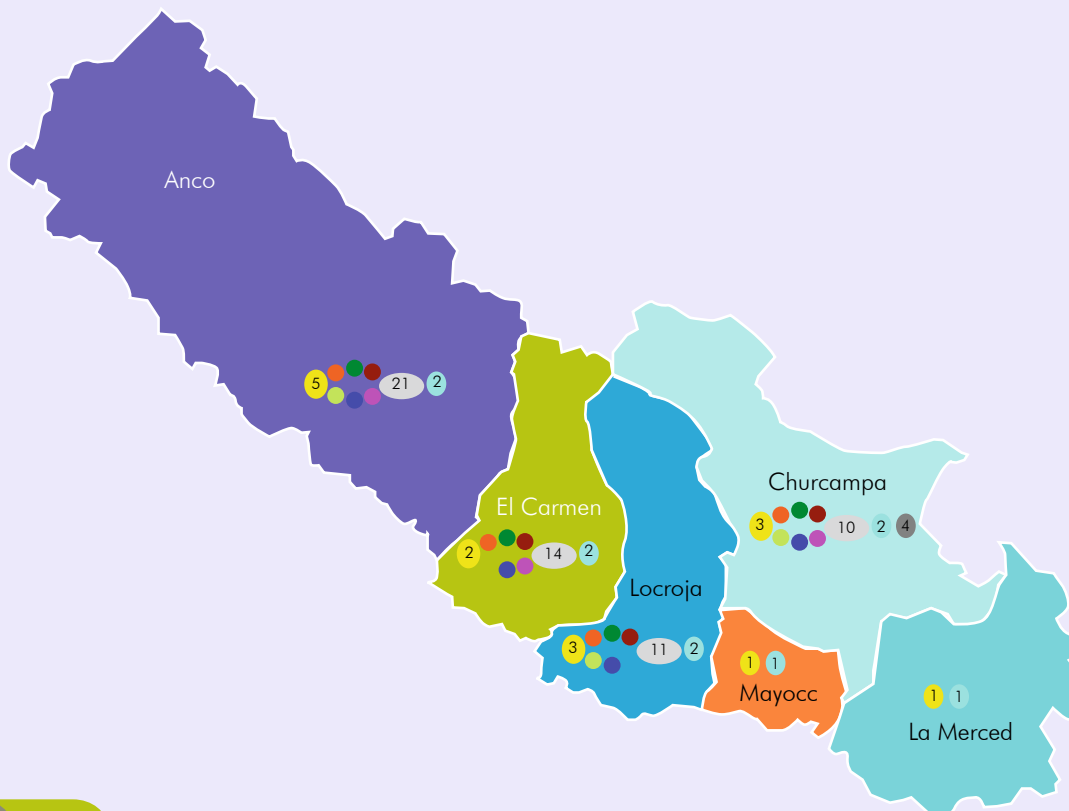 Anco
5 21 2
El Carmen
2 14 2
Churcampa
3 10 2 4
Locroja
3 11 2
1 1
Mayocc
1 1
La Merced